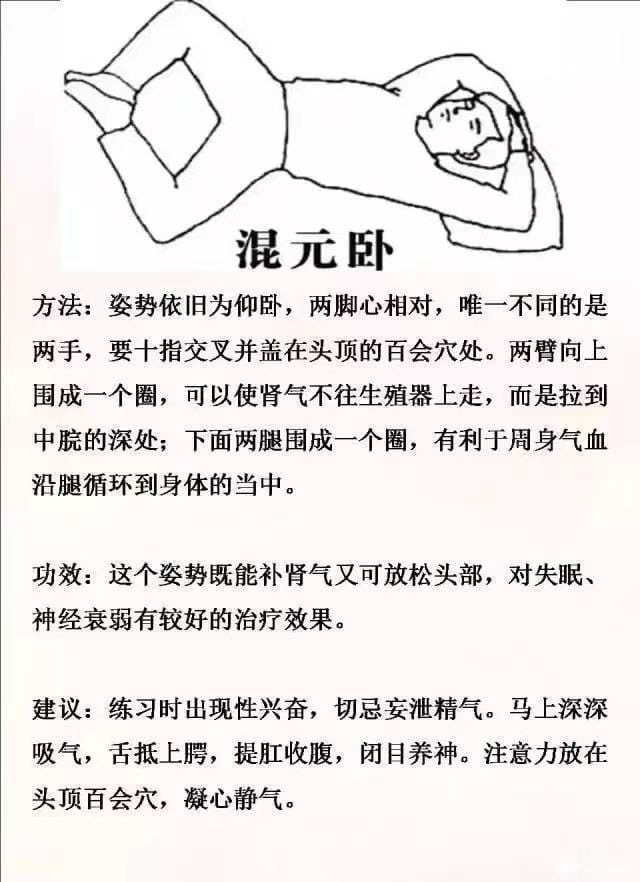 混元卧
方法：姿势依旧为仰卧，两脚心相对，唯一不同的是
两手，要十指交叉并盖在头顶的百会穴处。两臂向上
围成一个圈，可以使肾气不往生殖器上走，而是拉到
中脘的深处；下面两腿围成一个圈，有利于周身气血
沿腿循环到身体的当中。
功效：这个姿势既能补肾气又可放松头部，对失眠、
神经衰弱有较好的治疗效果。
建议：练习时出现性兴奋，切忌妄泄精气。马上深深
吸气，舌抵上腭，提肛收腹，闭目养神。注意力放在
头顶百会穴，凝心静气。